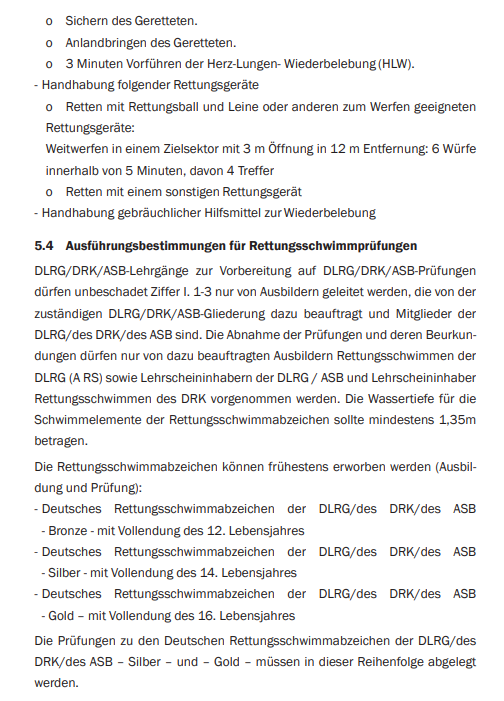 o Sichern des Geretteten.
o Anlandbringen des Geretteten.
o 3 Minuten Vorführen der Herz-Lungen- Wiederbelebung (HLW).
- Handhabung folgender Rettungsgeräte
o Retten mit Rettungsball und Leine oder anderen zum Werfen geeigneten
Rettungsgeräte:
Weitwerfen in einem Zielsektor mit 3 m Öffnung in 12 m Entfernung: 6 Würfe
innerhalb von 5 Minuten, davon 4 Treffer
o Retten mit einem sonstigen Rettungsgerät
- Handhabung gebräuchlicher Hilfsmittel zur Wiederbelebung
5.4 Ausführungsbestimmungen für Rettungsschwimmprüfungen
DLRG/DRK/ASB-Lehrgänge zur Vorbereitung auf DLRG/DRK/ASB-Prüfungen
dürfen unbeschadet Ziffer I. 1-3 nur von Ausbildern geleitet werden, die von der
zuständigen DLRG/DRK/ASB-Gliederung dazu beauftragt und Mitglieder der
DLRG/des DRK/des ASB sind. Die Abnahme der Prüfungen und deren Beurkun-
dungen dürfen nur von dazu beauftragten Ausbildern Rettungsschwimmen der
DLRG (A RS) sowie Lehrscheininhabern der DLRG / ASB und Lehrscheininhaber
Rettungsschwimmen des DRK vorgenommen werden. Die Wassertiefe für die
Schwimmelemente der Rettungsschwimmabzeichen sollte mindestens 1,35m
betragen.
Die Rettungsschwimmabzeichen können frühestens erworben werden (Ausbil-
dung und Prüfung):
- Deutsches Rettungsschwimmabzeichen der DLRG/des DRK/des ASB
- Bronze - mit Vollendung des 12. Lebensjahres
- Deutsches Rettungsschwimmabzeichen der DLRG/des DRK/des ASB
- Silber - mit Vollendung des 14. Lebensjahres
- Deutsches Rettungsschwimmabzeichen der DLRG/des DRK/des ASB
- Gold – mit Vollendung des 16. Lebensjahres
Die Prüfungen zu den Deutschen Rettungsschwimmabzeichen der DLRG/des
DRK/des ASB – Silber – und – Gold – müssen in dieser Reihenfolge abgelegt
werden.